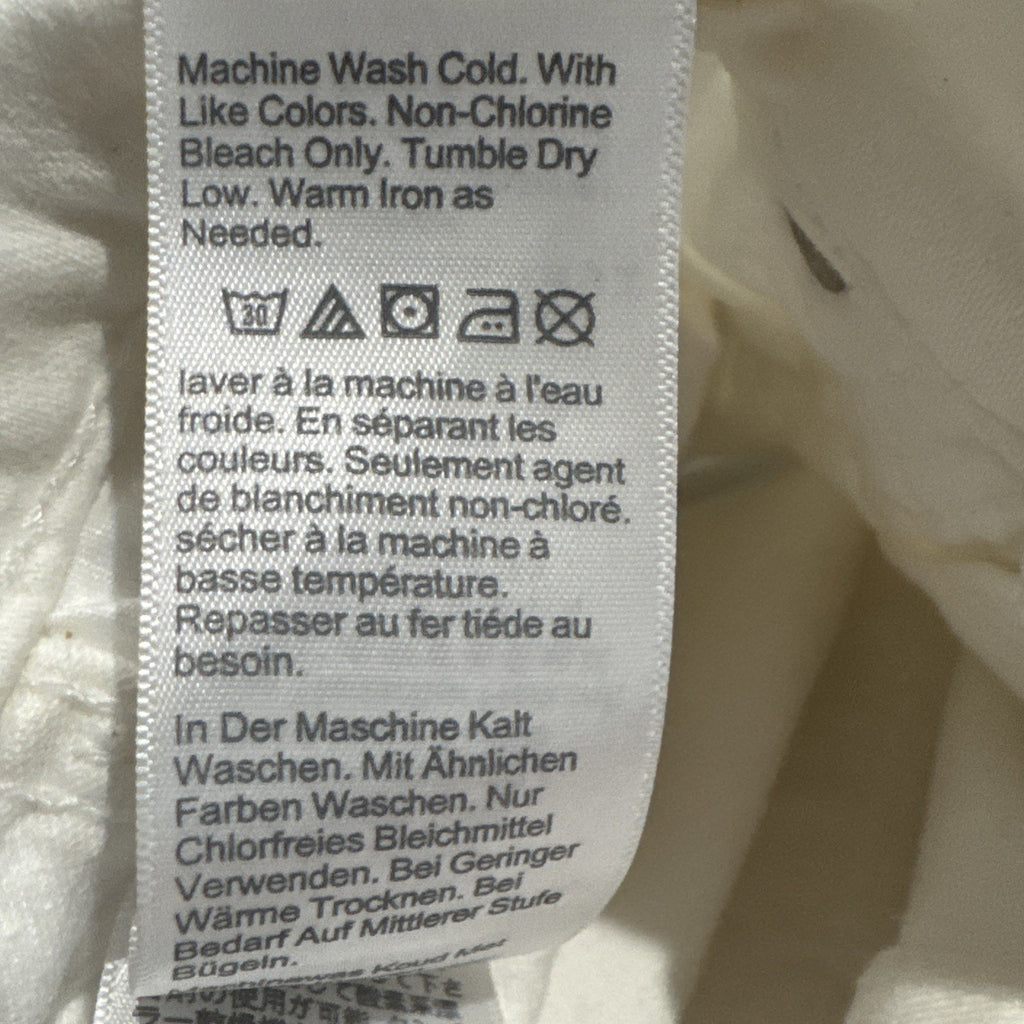 Machine Wash Cold. With
Like Colors. Non-Chlorine
Bleach Only. Tumble Dry
Low. Warm Iron as
Needed.
30
laver à la machine à l'eau
froide. En séparant les
couleurs. Seulement agent
de blanchiment non-chloré.
sécher à la machine à
basse température.
Repasser au fer tiéde au
besoin.
In Der Maschine Kalt
Waschen. Mit Ähnlichen
Farben Waschen. Nur
Chlorfreies Bleichmittel
Verwenden. Bei Geringer
Wärme Trocknen. Bei
Bedarf Auf Mittlerer Stufe
Bügeln.
Koud Met